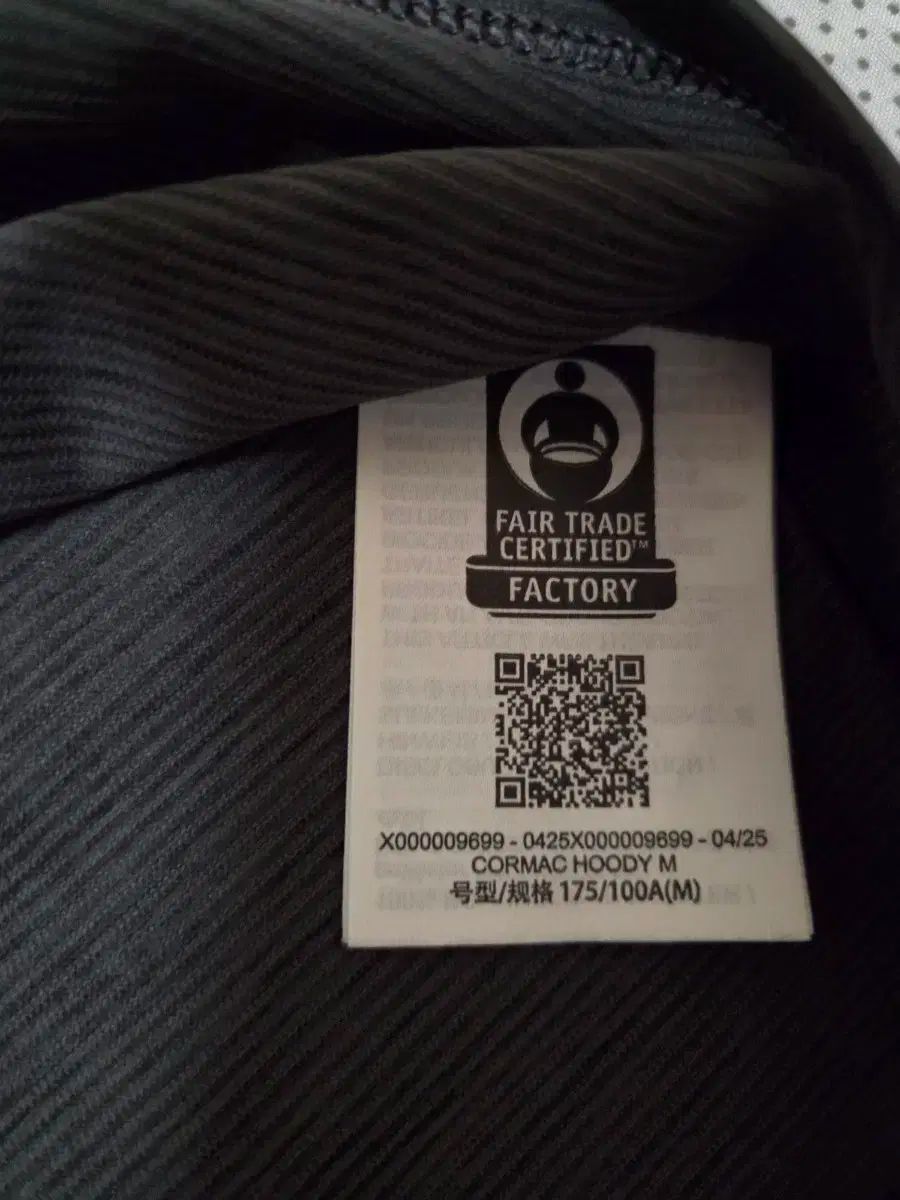 FAIR TRADE
CERTIFIED™
FACTORY
X000009699 - 0425X000009699 - 04/25
CORMAC HOODY M
号型/规格 175/100A(M)